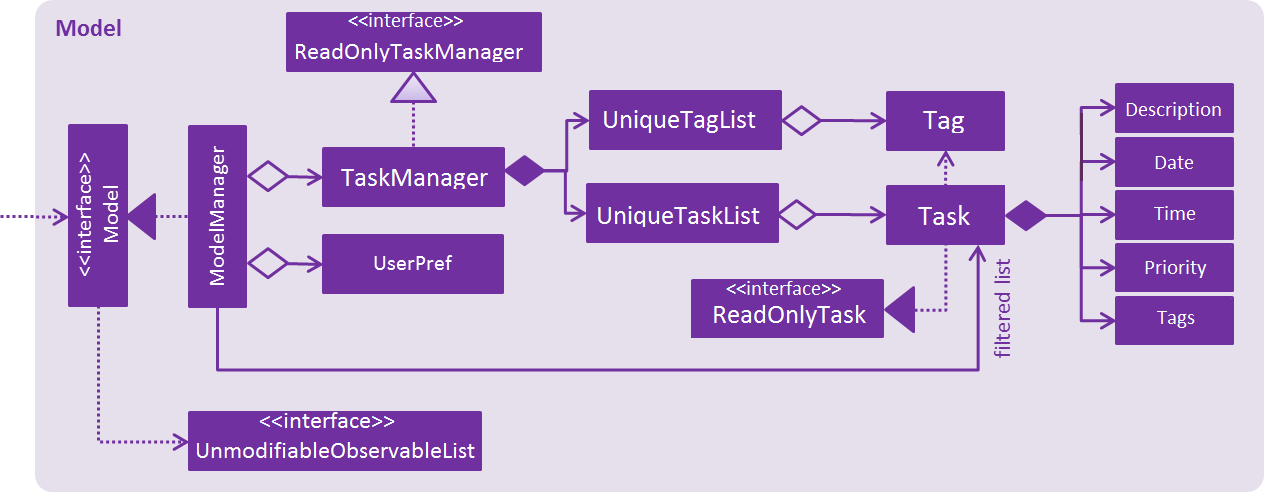 Model
<<interface>>
ReadOnlyTaskManager
<<interface>>
Model
ModelManager
TaskManager
UserPref
UniqueTagList
UniqueTaskList
Tag
Task
<<interface>>
ReadOnlyTask
filtered list
Description
Date
Time
Priority
Tags
<<interface>>
UnmodifiableObservableList